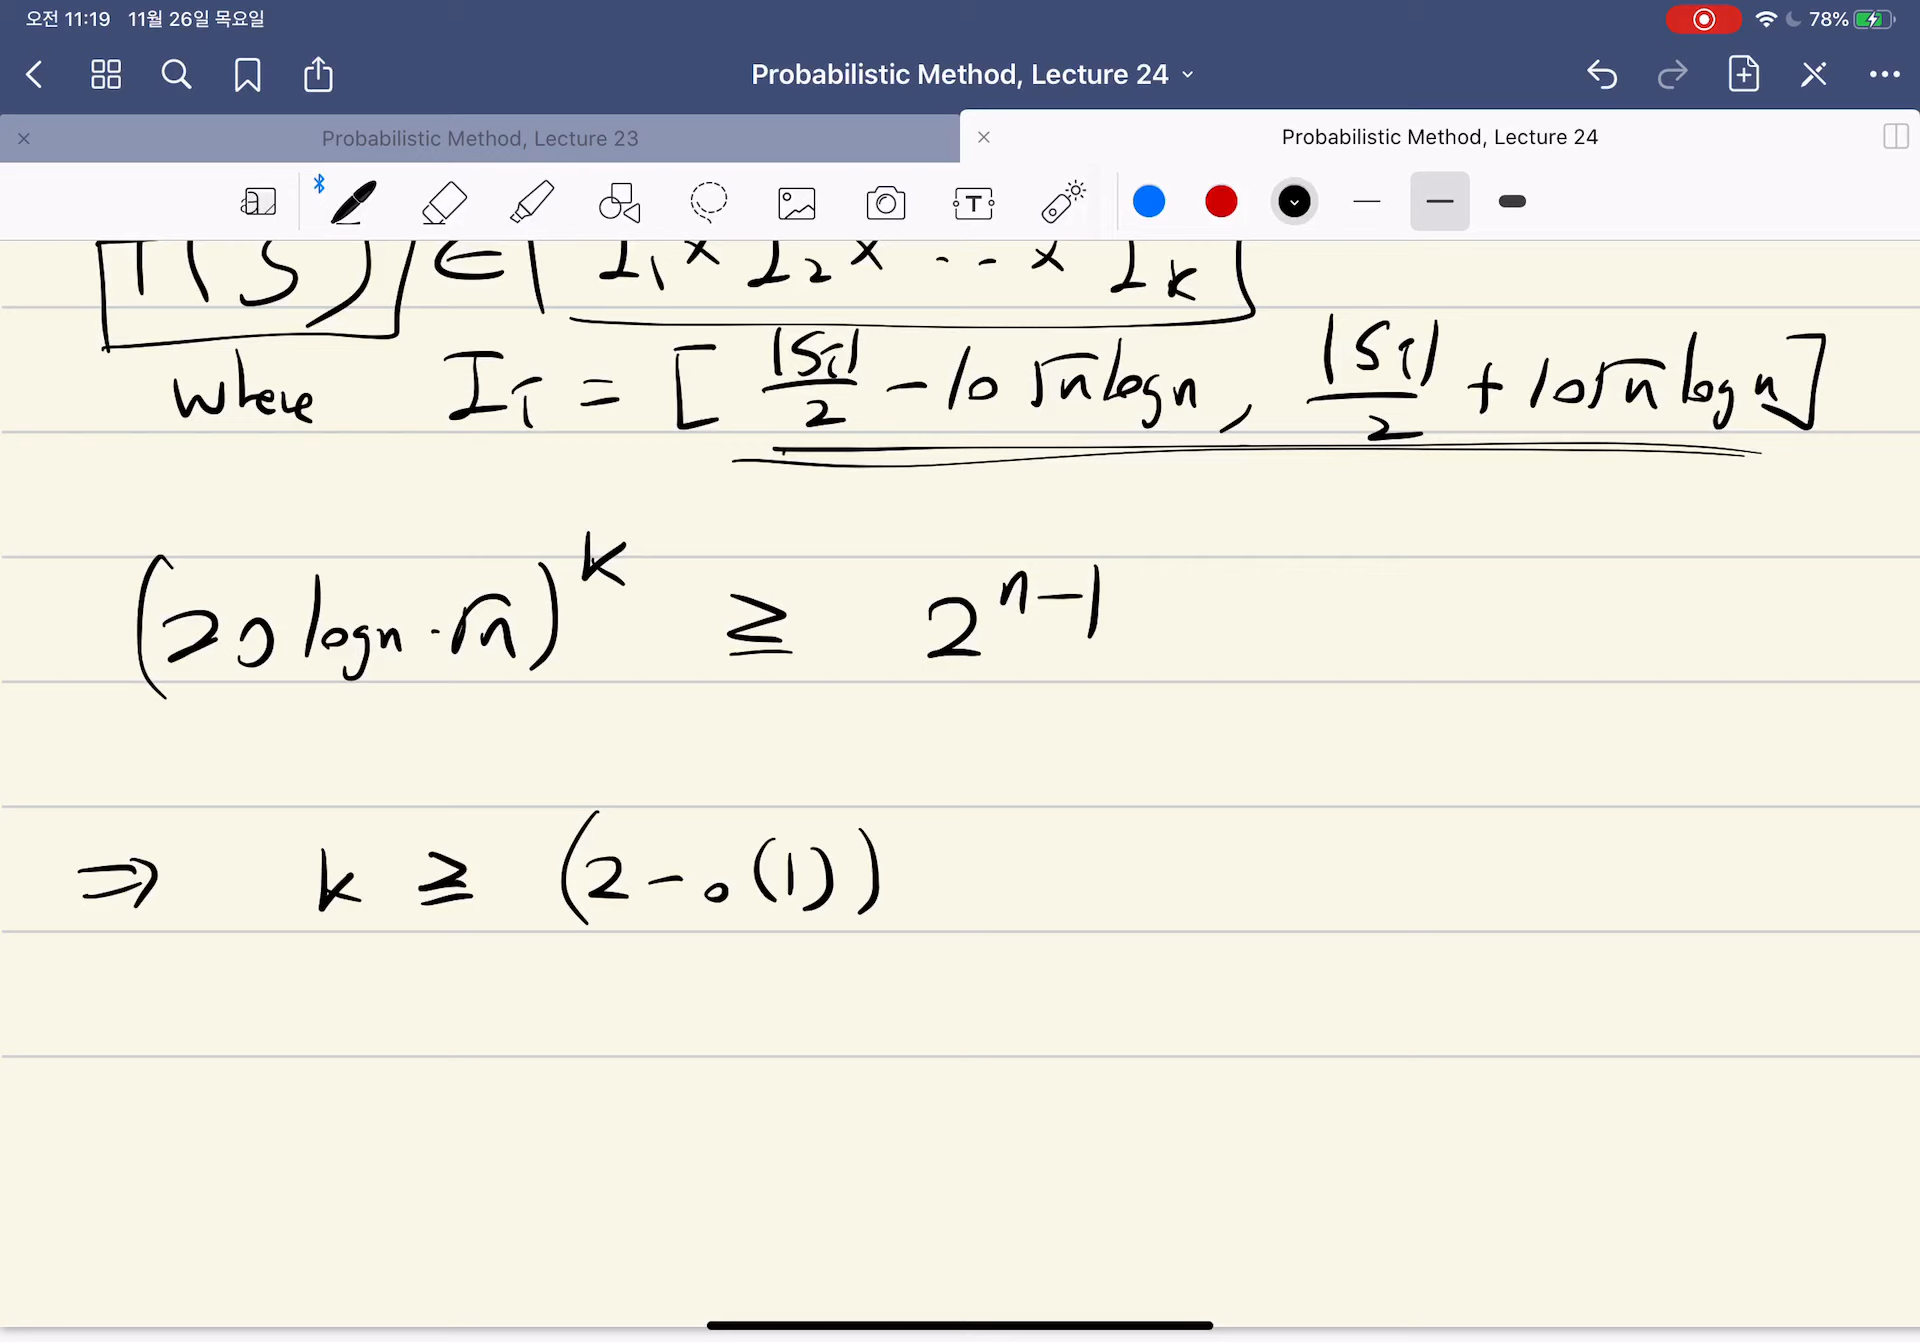 오전 11:19 11월 26일 목요일 78%
Probabilistic Method, Lecture 24
Probabilistic Method, Lecture 23
Probabilistic Method, Lecture 24
T(S) ∈ I₁ × I₂ × ... × I_k
where I_i = [ |S_i|/2 - 10 √n log n , |S_i|/2 + 10 √n log n ]
(20 log n · √n)^k ≥ 2^{n-1}
⇒ k ≥ (2 - o(1))